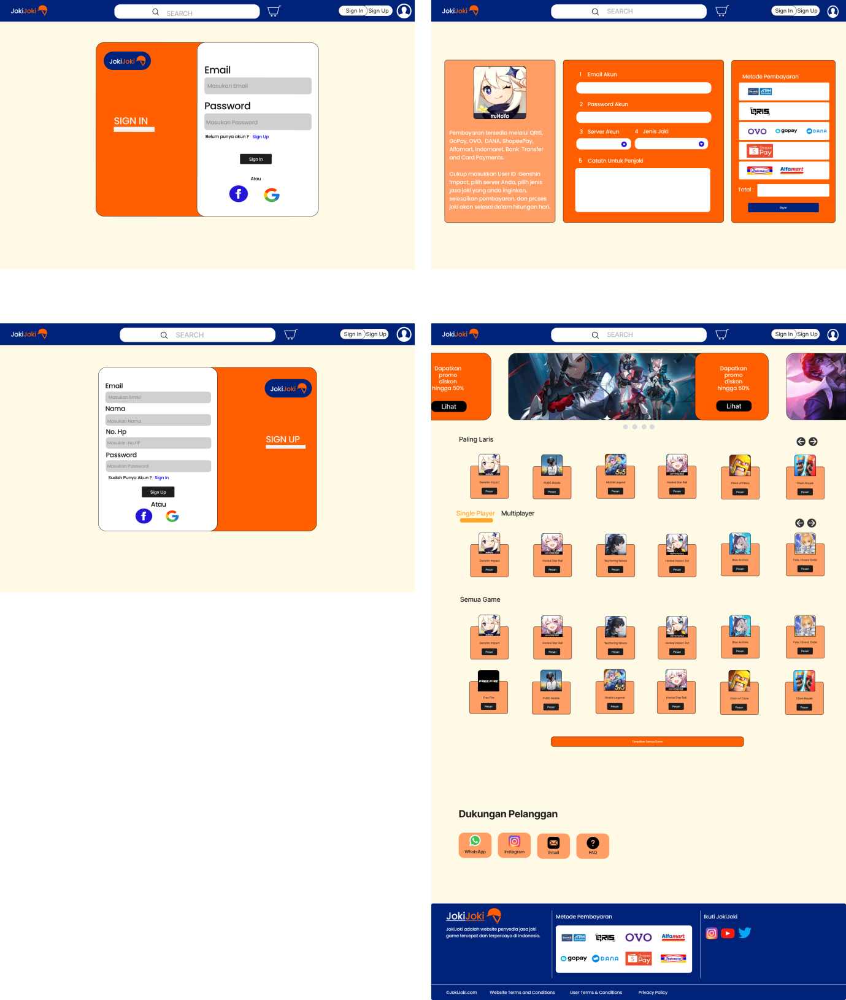 JokiJoki
SEARCH
Sign In
Sign Up
JokiJoki
SIGN IN
Email
Masukan Email
Password
Masukan Password
Belum punya akun ? Sign Up
Sign In
Atau
JokiJoki
SEARCH
Sign In
Sign Up
miHoYo
Pembayaran tersedia melalui QRIS,
GoPay, OVO, DANA, ShopeePay,
Alfamart, Indomaret, Bank Transfer
and Card Payments.
Cukup masukkan User ID Genshin
Impact, pilih server Anda, pilih jenis
jasa joki yang anda inginkan,
selesaikan pembayaran, dan proses
joki akan selesai dalam hitungan hari.
1 Email Akun
2 Password Akun
3 Server Akun
4 Jenis Joki
5 Catatn Untuk Penjoki
Metode Pembayaran
QRIS
OVO
gopay
DANA
Shopee
Pay
Indomaret
Alfamart
Total :
Bayar
JokiJoki
SEARCH
Sign In
Sign Up
Email
Masukan Email
Nama
Masukan Nama
No. Hp
Masukan No.HP
Password
Masukan Password
Sudah Punya Akun ? Sign In
Sign Up
Atau
JokiJoki
SIGN UP
JokiJoki
SEARCH
Sign In
Sign Up
Dapatkan
promo
diskon
hingga 50%
Lihat
Dapatkan
promo
diskon
hingga 50%
Lihat
Paling Laris
Genshin Impact
Pesan
PUBG Mobile
Pesan
5v5
Mobile Legend
Pesan
Honkai Star Rail
Pesan
Clash of Clans
Pesan
Clash Royale
Pesan
Single Player
Multiplayer
Genshin Impact
Pesan
Honkai Star Rail
Pesan
Wuthering Waves
Pesan
Honkai Impact 3rd
Pesan
Blue Archive
Pesan
Fate / Grand Order
Pesan
Semua Game
Genshin Impact
Pesan
Honkai Star Rail
Pesan
Wuthering Waves
Pesan
Honkai Impact 3rd
Pesan
Blue Archive
Pesan
Fate / Grand Order
Pesan
FREE FIRE
Free Fire
Pesan
PUBG Mobile
Pesan
5v5
Mobile Legend
Pesan
Honkai Star Rail
Pesan
Clash of Clans
Pesan
Clash Royale
Pesan
Tampilkan Semua Game
Dukungan Pelanggan
WhatsApp
Instagram
Email
FAQ
JokiJoki
JokiJoki adalah website penyedia jasa joki
game tercepat dan terpercaya di Indonesia.
Metode Pembayaran
QRIS
OVO
Alfamart
gopay
DANA
Shopee
Pay
Indomaret
Ikuti JokiJoki
©JokiJoki.com
Website Terms and Conditions
User Terms & Conditions
Privacy Policy